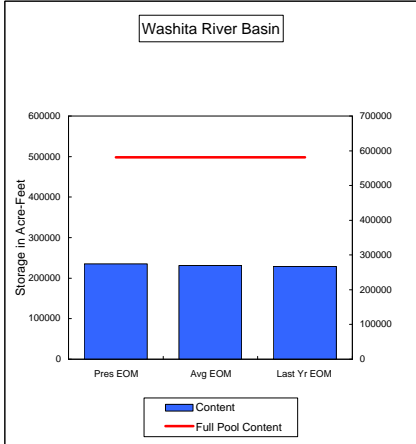 Washita River Basin
600000
500000
400000
300000
200000
100000
0
Storage in Acre-Feet
700000
600000
500000
400000
300000
200000
100000
0
Pres EOM
Avg EOM
Last Yr EOM
Content
Full Pool Content